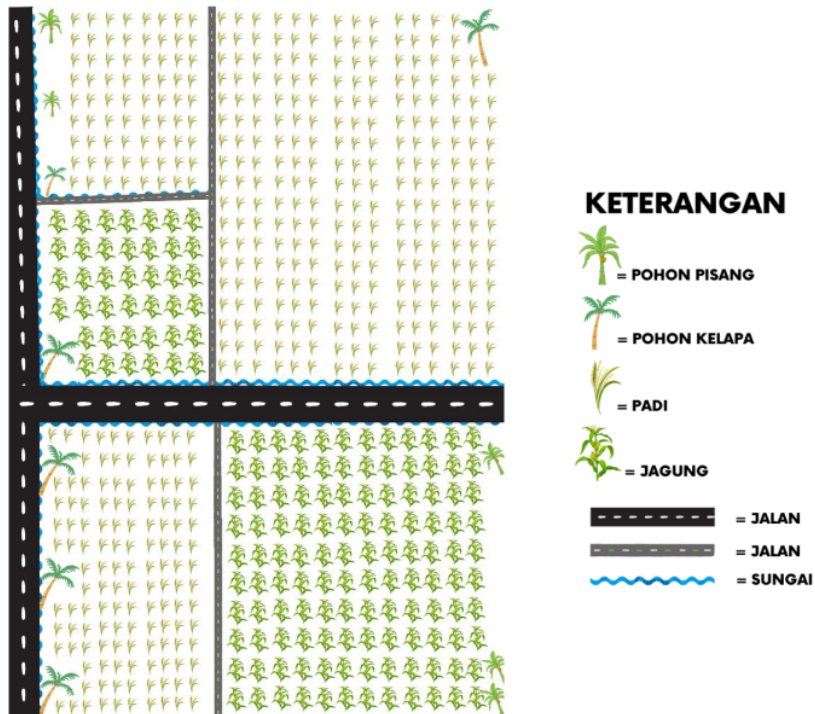 KETERANGAN
= POHON PISANG
= POHON KELAPA
= PADI
= JAGUNG
= JALAN
= JALAN
= SUNGAI